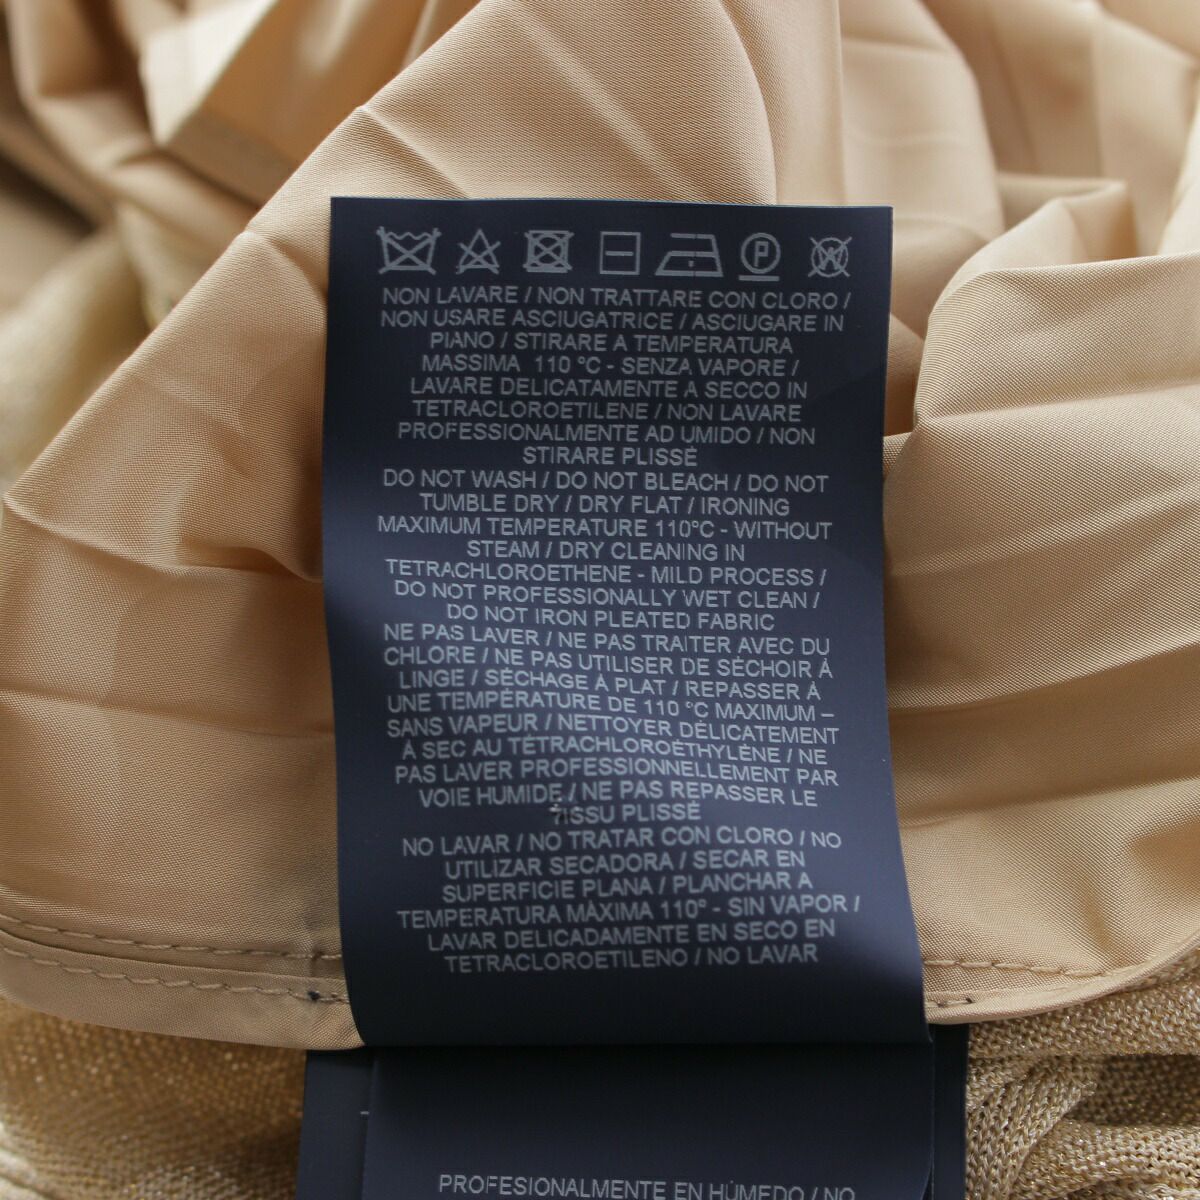 P
NON LAVARE / NON TRATTARE CON CLORO /
NON USARE ASCIUGATRICE / ASCIUGARE IN
PIANO / STIRARE A TEMPERATURA
MASSIMA 110 °C - SENZA VAPORE /
LAVARE DELICATAMENTE A SECCO IN
TETRACLOROETILENE / NON LAVARE
PROFESSIONALMENTE AD UMIDO / NON
STIRARE PLISSÉ
DO NOT WASH / DO NOT BLEACH / DO NOT
TUMBLE DRY / DRY FLAT / IRONING
MAXIMUM TEMPERATURE 110°C - WITHOUT
STEAM / DRY CLEANING IN
TETRACHLOROETHENE - MILD PROCESS /
DO NOT PROFESSIONALLY WET CLEAN /
DO NOT IRON PLEATED FABRIC
NE PAS LAVER / NE PAS TRAITER AVEC DU
CHLORE / NE PAS UTILISER DE SÉCHOIR À
LINGE / SÉCHAGE À PLAT / REPASSER À
UNE TEMPÉRATURE DE 110 °C MAXIMUM –
SANS VAPEUR / NETTOYER DÉLICATEMENT
À SEC AU TÉTRACHLOROÉTHYLÈNE / NE
PAS LAVER PROFESSIONNELLEMENT PAR
VOIE HUMIDE / NE PAS REPASSER LE
TISSU PLISSÉ
NO LAVAR / NO TRATAR CON CLORO / NO
UTILIZAR SECADORA / SECAR EN
SUPERFICIE PLANA / PLANCHAR A
TEMPERATURA MÀXIMA 110° - SIN VAPOR /
LAVAR DELICADAMENTE EN SECO EN
TETRACLOROETILENO / NO LAVAR
PROFESIONALMENTE EN HÚMEDO / NO